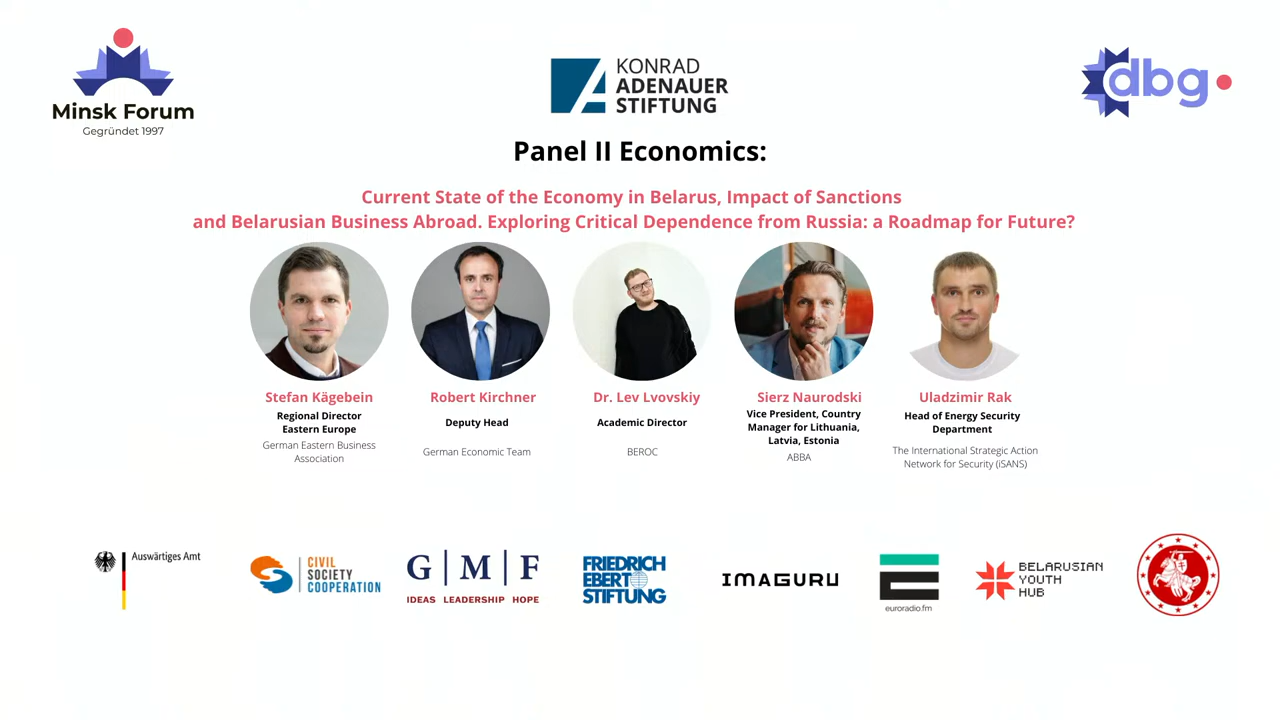 Minsk Forum
Gegründet 1997
KONRAD
ADENAUER
STIFTUNG
dbg
Panel II Economics:
Current State of the Economy in Belarus, Impact of Sanctions
and Belarusian Business Abroad. Exploring Critical Dependence from Russia: a Roadmap for Future?
Stefan Kägebein
Regional Director
Eastern Europe
German Eastern Business
Association
Robert Kirchner
Deputy Head
German Economic Team
Dr. Lev Lvovskiy
Academic Director
BEROC
Sierz Naurodski
Vice President, Country
Manager for Lithuania,
Latvia, Estonia
ABBA
Uladzimir Rak
Head of Energy Security
Department
The International Strategic Action
Network for Security (iSANS)
Auswärtiges Amt
CIVIL
SOCIETY
COOPERATION
G|M|F
IDEAS LEADERSHIP HOPE
FRIEDRICH
EBERT
STIFTUNG
IMAGURU
euroradio.fm
BELARUSIAN
YOUTH
HUB